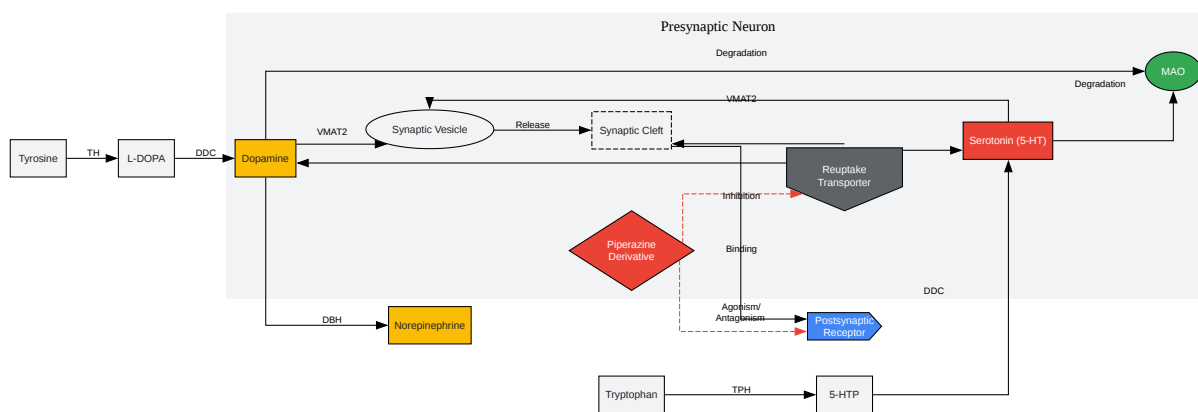 Presynaptic Neuron
Degradation
MAO
Degradation
VMAT2
Synaptic Vesicle
Release
Synaptic Cleft
VMAT2
Serotonin (5-HT)
Tyrosine
TH
L-DOPA
DDC
Dopamine
Reuptake
Transporter
Inhibition
Piperazine
Derivative
Binding
DDC
Agonism/
Antagonism
Postsynaptic
Receptor
DBH
Norepinephrine
Tryptophan
TPH
5-HTP